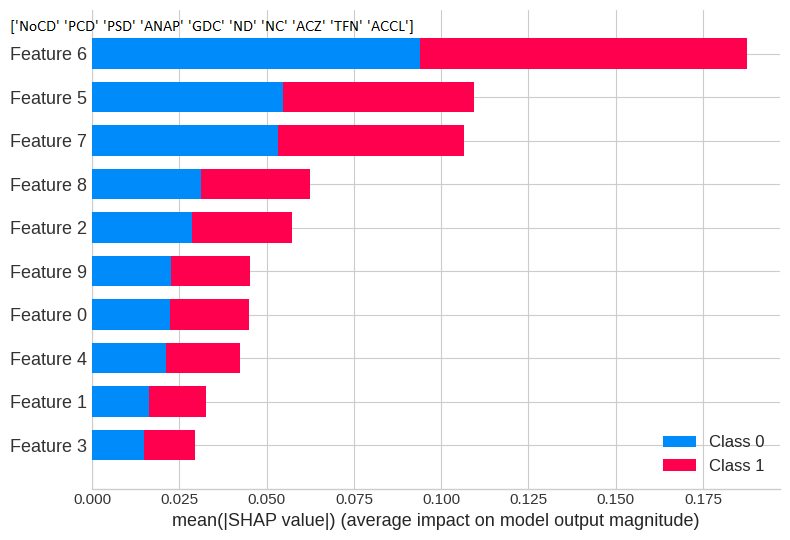 ['NoCD' 'PCD' 'PSD' 'ANAP' 'GDC' 'ND' 'NC' 'ACZ' 'TFN' 'ACCL']
Feature 6
Feature 5
Feature 7
Feature 8
Feature 2
Feature 9
Feature 0
Feature 4
Feature 1
Feature 3
Class 0
Class 1
0.000 0.025 0.050 0.075 0.100 0.125 0.150 0.175
mean(|SHAP value|) (average impact on model output magnitude)